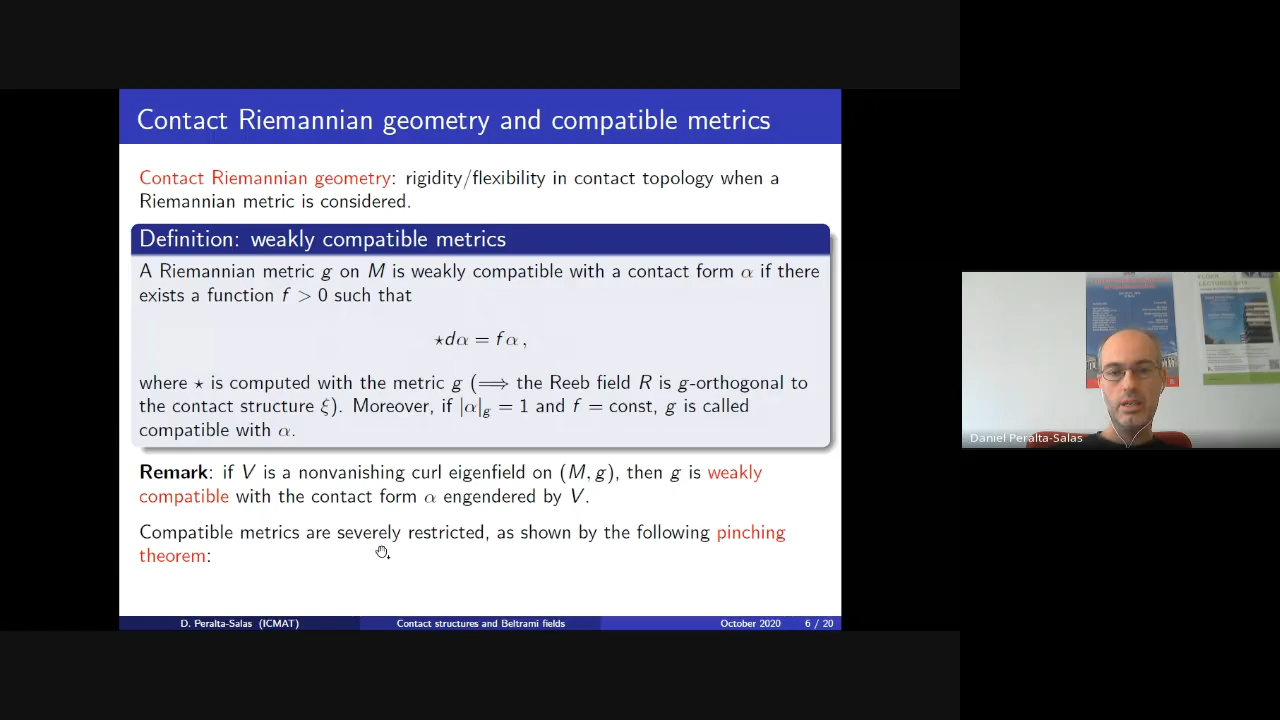 Contact Riemannian geometry and compatible metrics
Contact Riemannian geometry: rigidity/flexibility in contact topology when a
Riemannian metric is considered.
Definition: weakly compatible metrics
A Riemannian metric g on M is weakly compatible with a contact form α if there
exists a function f > 0 such that
⋆dα = fα ,
where ⋆ is computed with the metric g (⟹ the Reeb field R is g-orthogonal to
the contact structure ξ). Moreover, if |α|_g = 1 and f = const, g is called
compatible with α.
Remark: if V is a nonvanishing curl eigenfield on (M, g), then g is weakly
compatible with the contact form α engendered by V.
Compatible metrics are severely restricted, as shown by the following pinching
theorem:
D. Peralta-Salas (ICMAT)
Contact structures and Beltrami fields
October 2020
6 / 20
Daniel Peralta-Salas